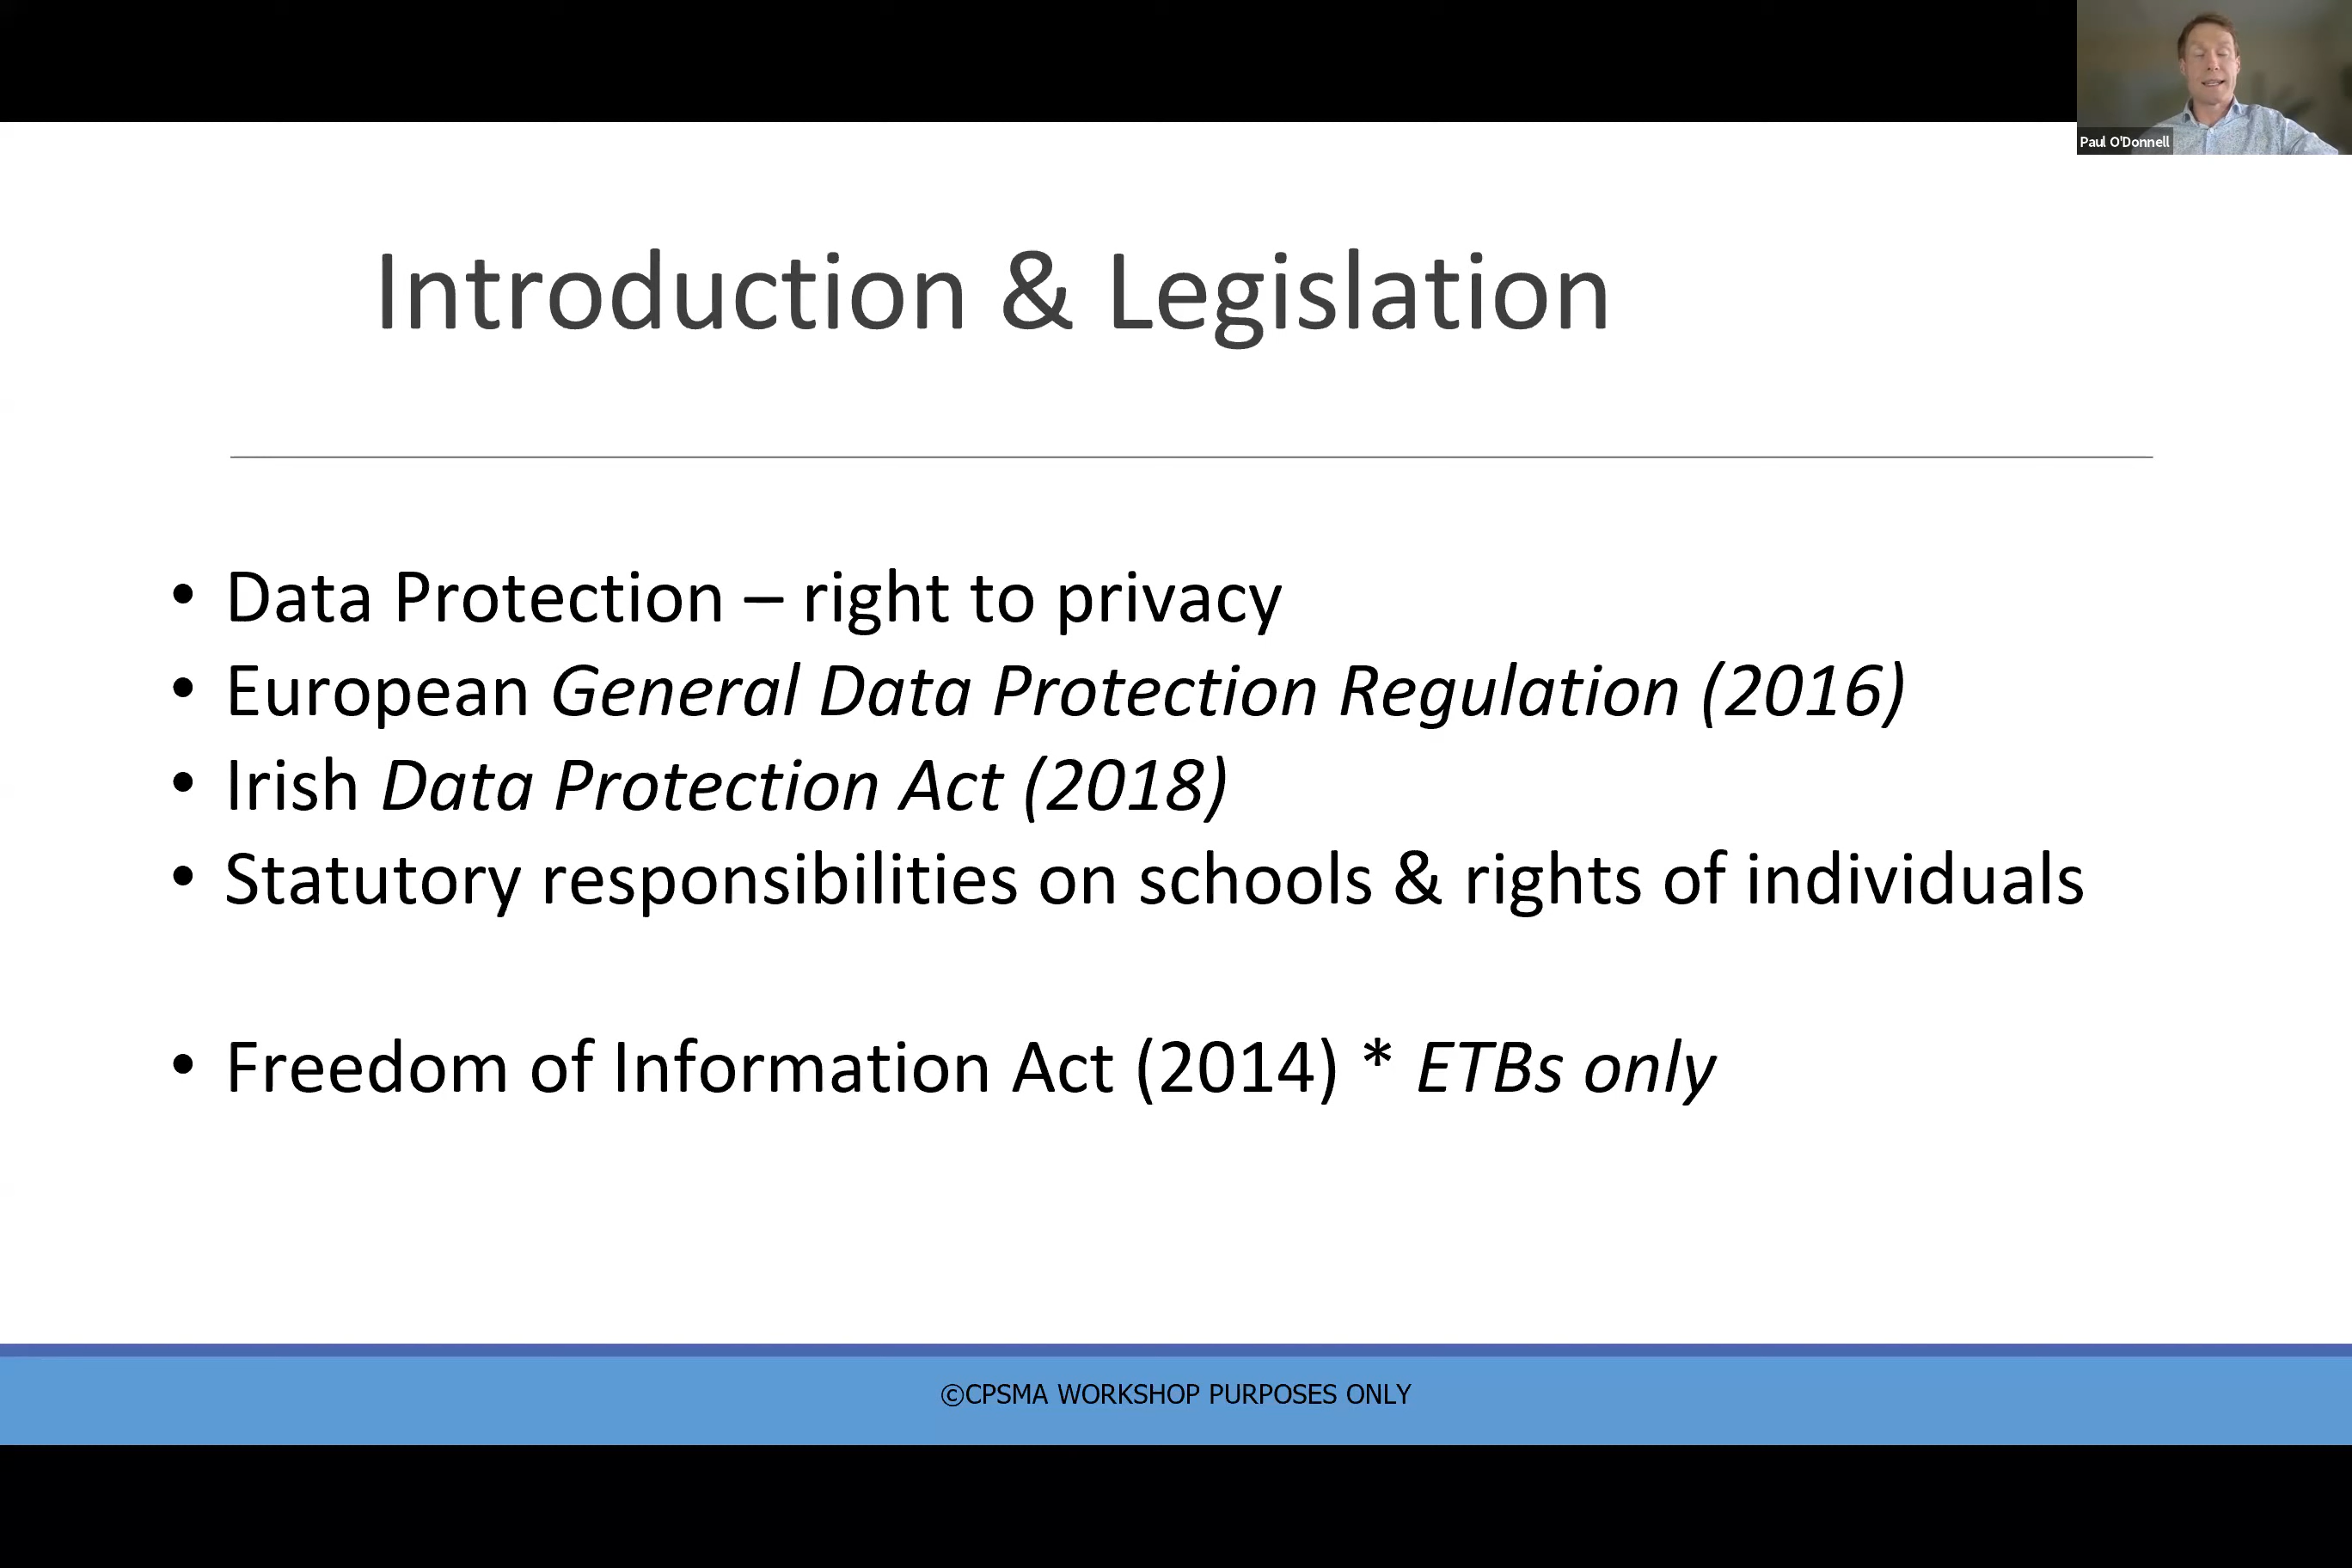 Paul O'Donnell
Introduction & Legislation
• Data Protection – right to privacy
• European General Data Protection Regulation (2016)
• Irish Data Protection Act (2018)
• Statutory responsibilities on schools & rights of individuals
• Freedom of Information Act (2014) * ETBs only
©CPSMA WORKSHOP PURPOSES ONLY